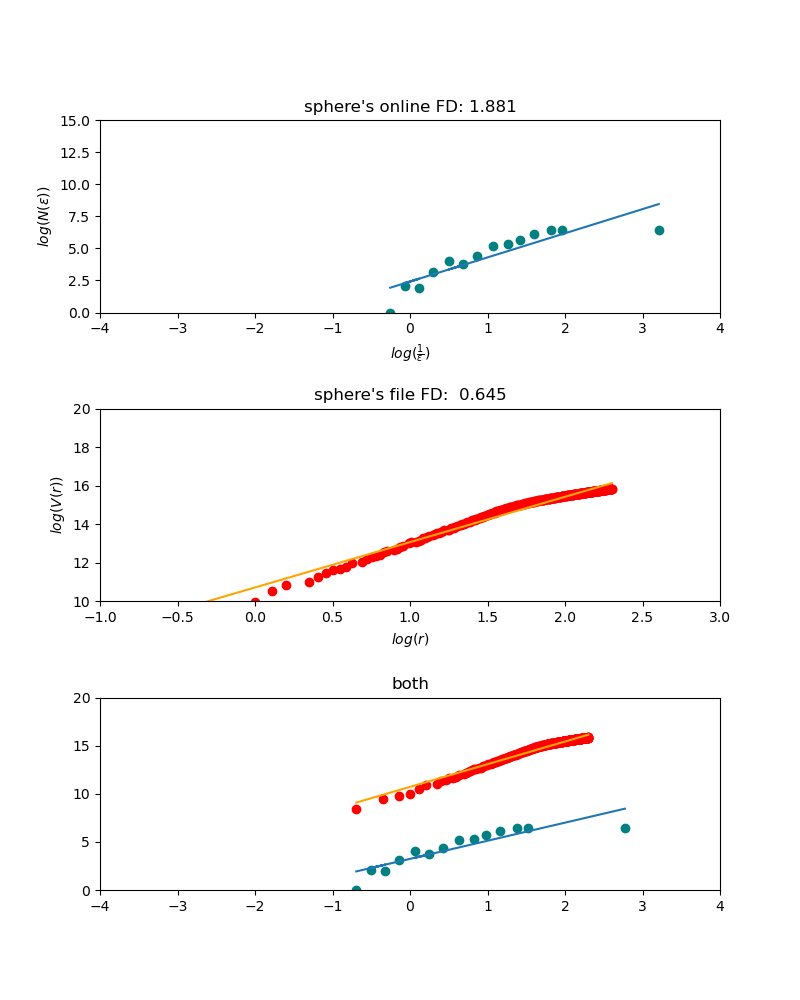 sphere's online FD: 1.881
15.0
12.5
10.0
7.5
5.0
2.5
0.0
log(N(ε))
−4 −3 −2 −1 0 1 2 3 4
log(1/ε)
sphere's file FD:  0.645
20
18
16
14
12
10
log(V(r))
−1.0 −0.5 0.0 0.5 1.0 1.5 2.0 2.5 3.0
log(r)
both
20
15
10
5
0
−4 −3 −2 −1 0 1 2 3 4